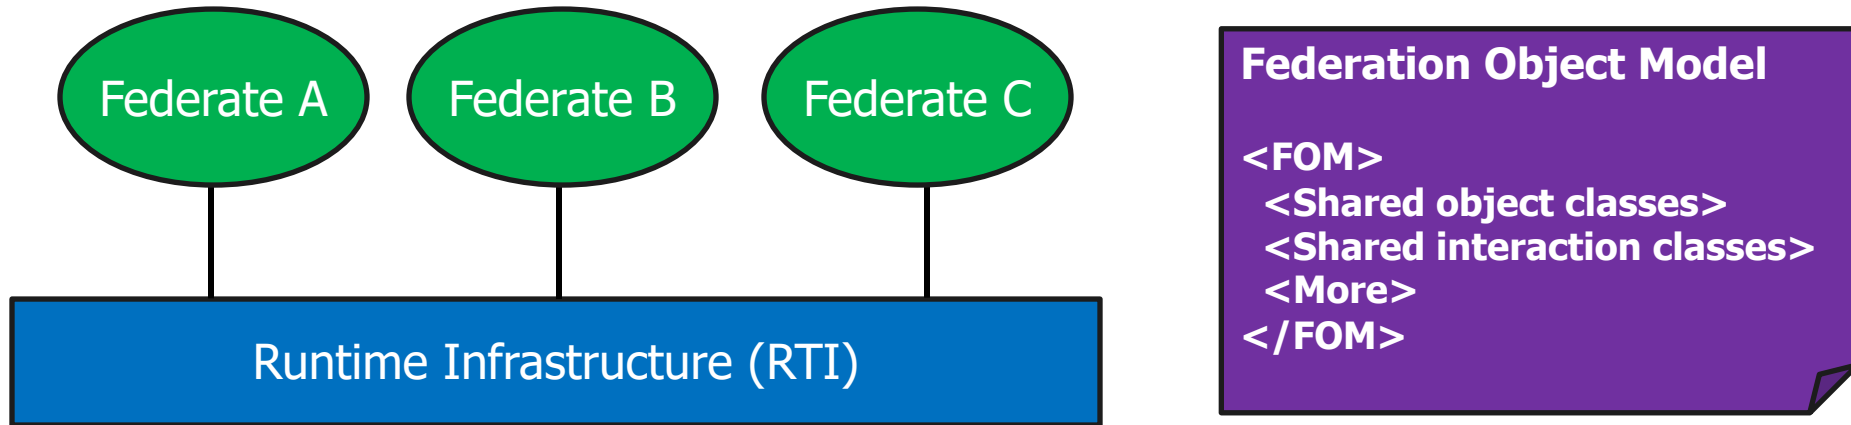 Federate A
Federate B
Federate C
Runtime Infrastructure (RTI)
Federation Object Model
<FOM>
<Shared object classes>
<Shared interaction classes>
<More>
</FOM>